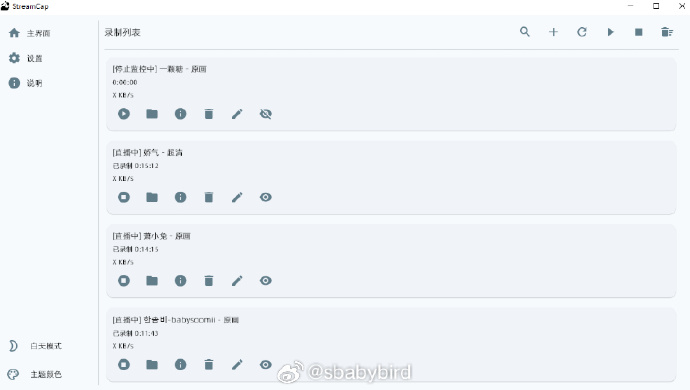 StreamCap
主界面
设置
说明
录制列表
[停止监控中] 一颗糖 - 原画
0:00:00
X KB/s
[直播中] 娇气 - 超清
已录制 0:15:12
X KB/s
[直播中] 萧小兔 - 原画
已录制 0:14:15
X KB/s
[直播中] 한솜비-babysoomii - 原画
已录制 0:11:43
X KB/s
白天模式
主题颜色
@sbabybird